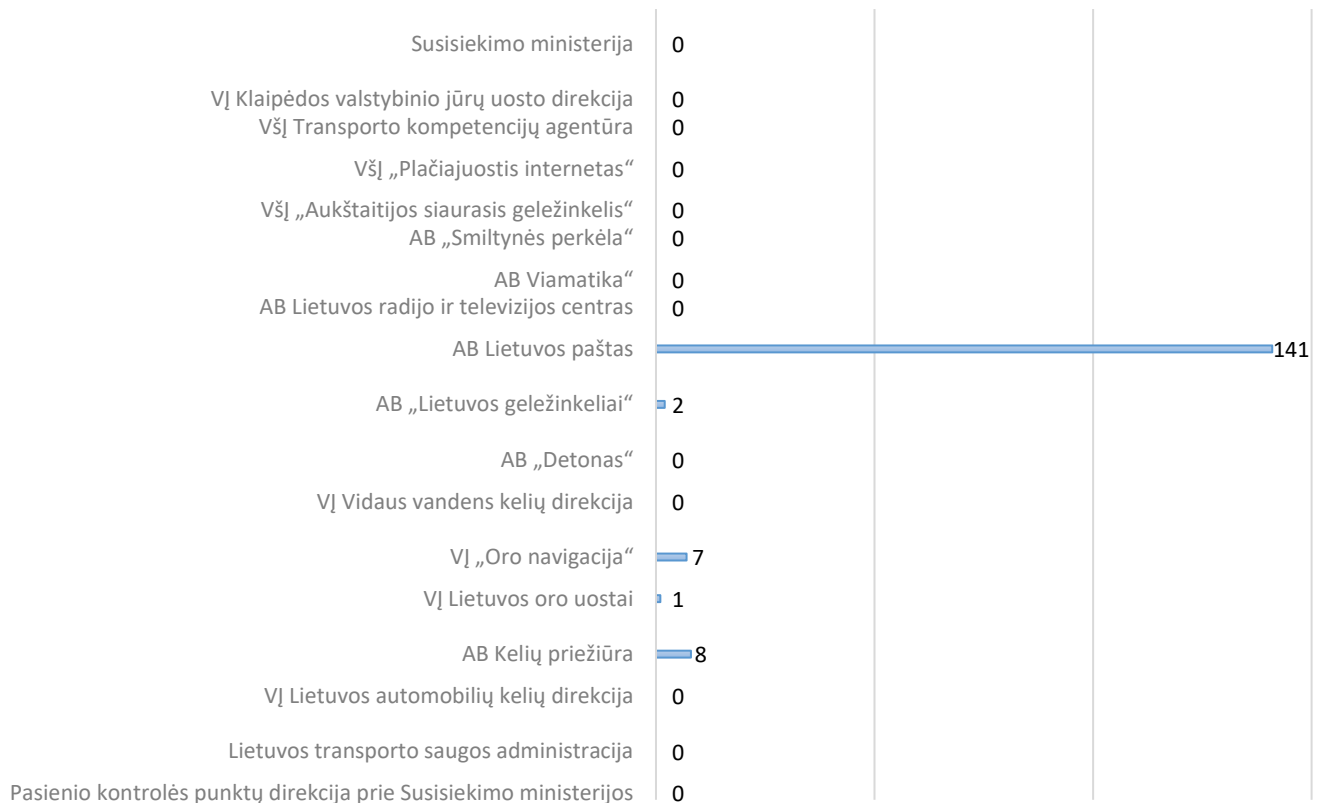 Susisiekimo ministerija 0
VĮ Klaipėdos valstybinio jūrų uosto direkcija 0
VšĮ Transporto kompetencijų agentūra 0
VšĮ „Plačiajuostis internetas“ 0
VšĮ „Aukštaitijos siaurasis geležinkelis“ 0
AB „Smiltynės perkėla“ 0
AB Viamatika“ 0
AB Lietuvos radijo ir televizijos centras 0
AB Lietuvos paštas 141
AB „Lietuvos geležinkeliai“ 2
AB „Detonas“ 0
VĮ Vidaus vandens kelių direkcija 0
VĮ „Oro navigacija“ 7
VĮ Lietuvos oro uostai 1
AB Kelių priežiūra 8
VĮ Lietuvos automobilių kelių direkcija 0
Lietuvos transporto saugos administracija 0
Pasienio kontrolės punktų direkcija prie Susisiekimo ministerijos 0